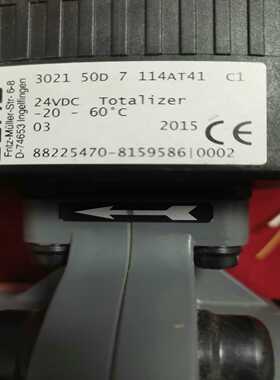 Fritz-Müller-Str. 6-8
D-74653 Ingelfingen
3021 50D 7 114AT41 C1
24VDC Totalizer
-20 - 60°C
03 2015 CE
88225470-8159586|0002